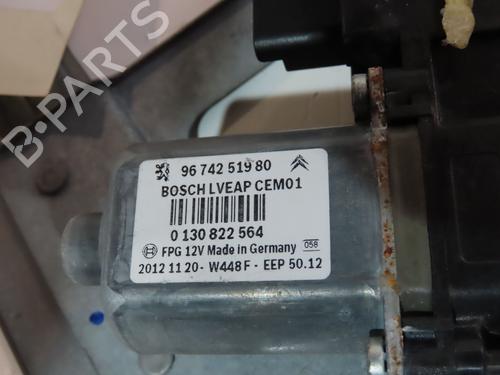 B-PARTS
96 742 519 80
BOSCH LVEAP CEM01
0 130 822 564
FPG 12V Made in Germany 058
2012 11 20- W448F - EEP 50.12